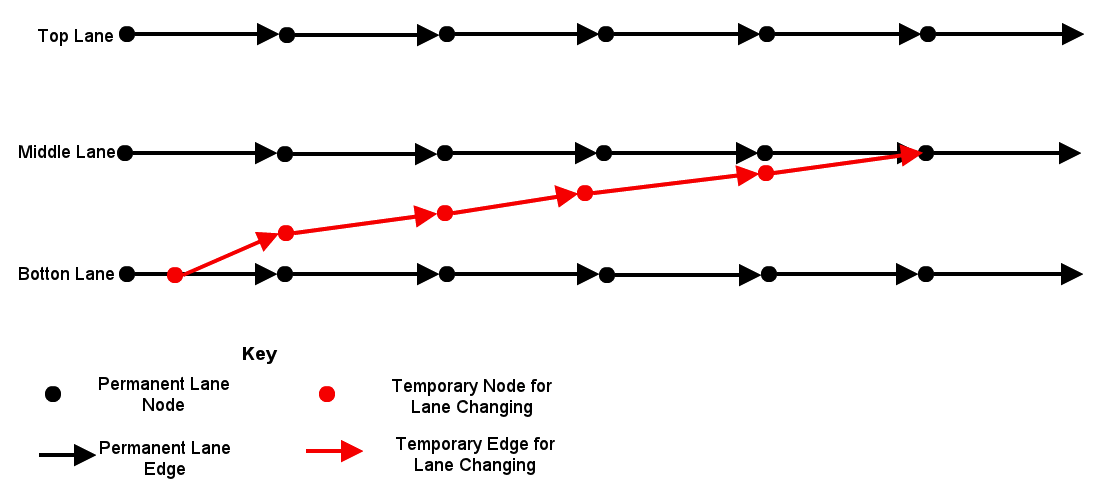 Top Lane
Middle Lane
Botton Lane
Key
Permanent Lane
Node
Temporary Node for
Lane Changing
Permanent Lane
Edge
Temporary Edge for
Lane Changing